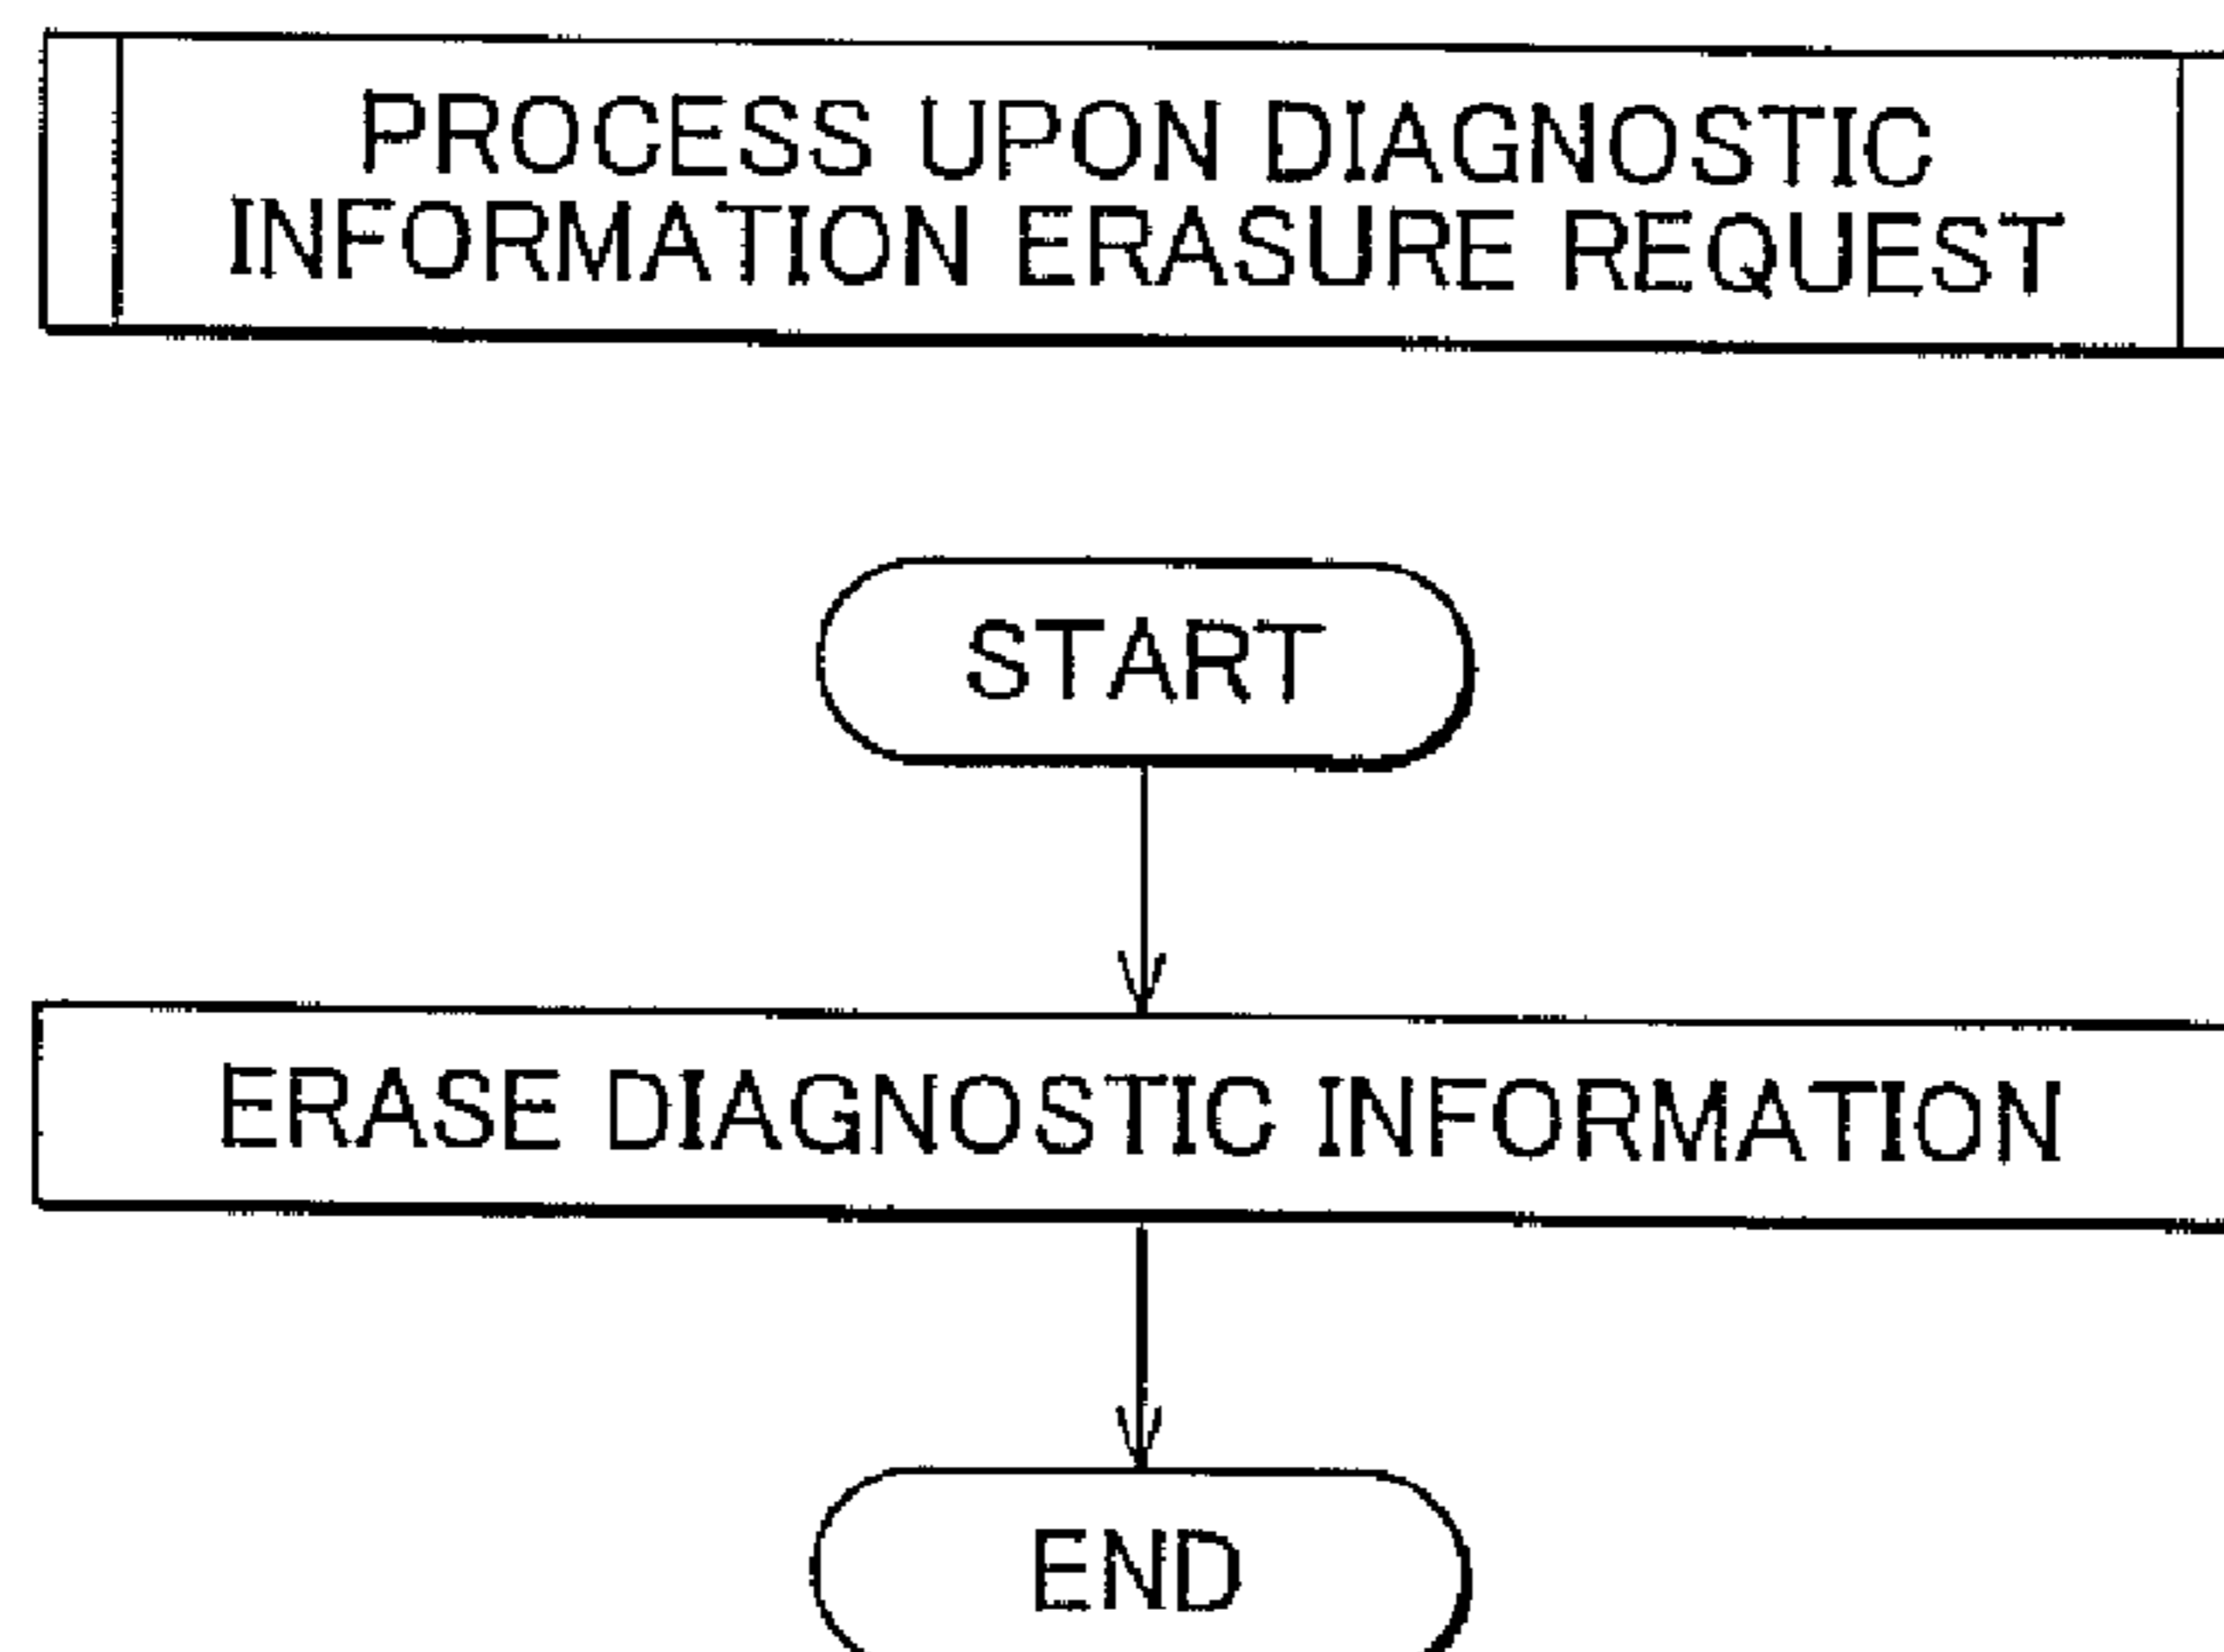 PROCESS UPON DIAGNOSTIC
INFORMATION ERASURE REQUEST
START
ERASE DIAGNOSTIC INFORMATION
END